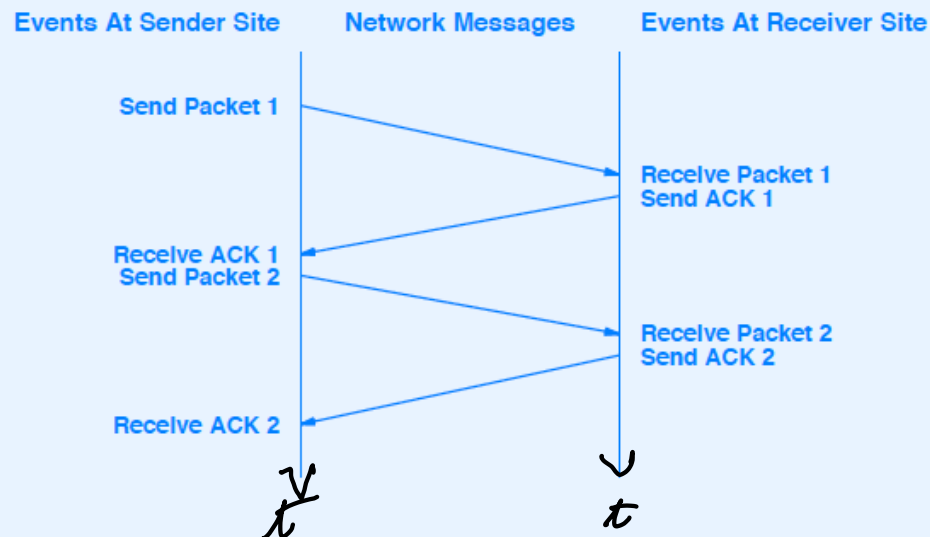 Events At Sender Site Network Messages Events At Receiver Site
Send Packet 1
Receive Packet 1
Send ACK 1
Receive ACK 1
Send Packet 2
Receive Packet 2
Send ACK 2
Receive ACK 2
t t